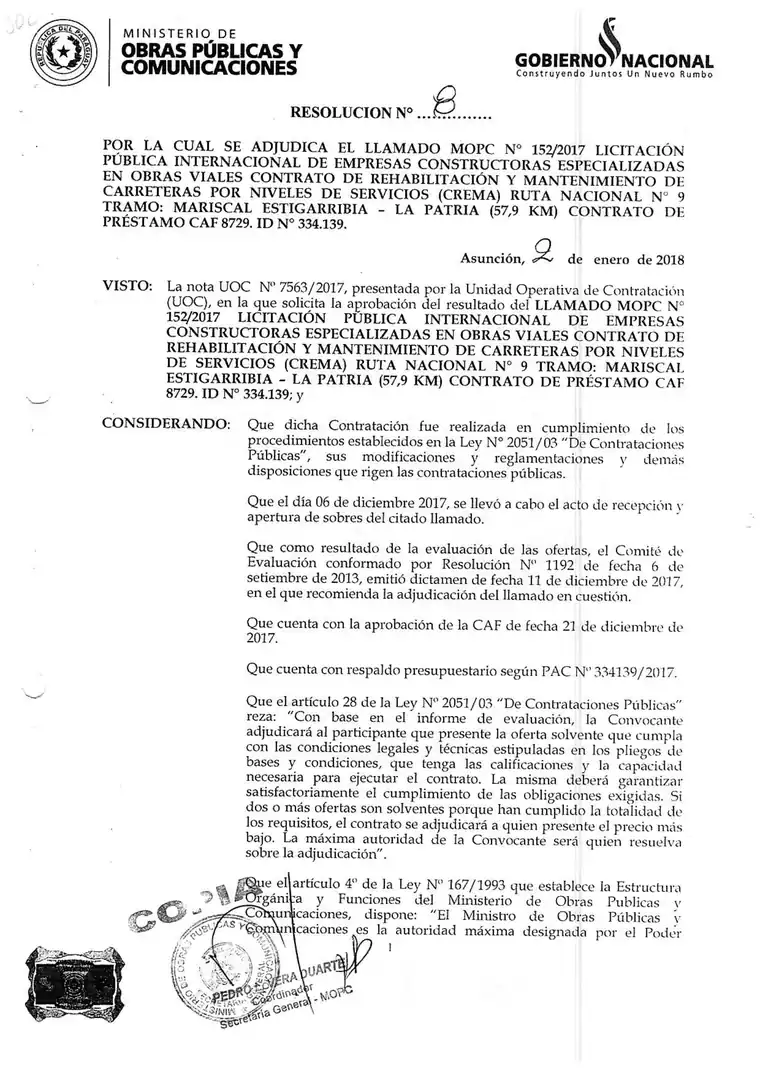 MINISTERIO DE
OBRAS PÚBLICAS Y
COMUNICACIONES
GOBIERNO NACIONAL
Construyendo Juntos Un Nuevo Rumbo
RESOLUCION Nº ...8...........
POR LA CUAL SE ADJUDICA EL LLAMADO MOPC Nº 152/2017 LICITACIÓN
PÚBLICA INTERNACIONAL DE EMPRESAS CONSTRUCTORAS ESPECIALIZADAS
EN OBRAS VIALES CONTRATO DE REHABILITACIÓN Y MANTENIMIENTO DE
CARRETERAS POR NIVELES DE SERVICIOS (CREMA) RUTA NACIONAL Nº 9
TRAMO: MARISCAL ESTIGARRIBIA – LA PATRIA (57,9 KM) CONTRATO DE
PRÉSTAMO CAF 8729. ID Nº 334.139.
Asunción, 2 de enero de 2018
VISTO: La nota UOC Nº 7563/2017, presentada por la Unidad Operativa de Contratación
(UOC), en la que solicita la aprobación del resultado del LLAMADO MOPC Nº
152/2017 LICITACIÓN PÚBLICA INTERNACIONAL DE EMPRESAS
CONSTRUCTORAS ESPECIALIZADAS EN OBRAS VIALES CONTRATO DE
REHABILITACIÓN Y MANTENIMIENTO DE CARRETERAS POR NIVELES
DE SERVICIOS (CREMA) RUTA NACIONAL Nº 9 TRAMO: MARISCAL
ESTIGARRIBIA – LA PATRIA (57,9 KM) CONTRATO DE PRÉSTAMO CAF
8729. ID Nº 334.139; y
CONSIDERANDO: Que dicha Contratación fue realizada en cumplimiento de los
procedimientos establecidos en la Ley Nº 2051/03 “De Contrataciones
Públicas”, sus modificaciones y reglamentaciones y demás
disposiciones que rigen las contrataciones públicas.
Que el día 06 de diciembre 2017, se llevó a cabo el acto de recepción y
apertura de sobres del citado llamado.
Que como resultado de la evaluación de las ofertas, el Comité de
Evaluación conformado por Resolución Nº 1192 de fecha 6 de
setiembre de 2013, emitió dictamen de fecha 11 de diciembre de 2017,
en el que recomienda la adjudicación del llamado en cuestión.
Que cuenta con la aprobación de la CAF de fecha 21 de diciembre de
2017.
Que cuenta con respaldo presupuestario según PAC Nº 334139/2017.
Que el artículo 28 de la Ley Nº 2051/03 “De Contrataciones Públicas”
reza: “Con base en el informe de evaluación, la Convocante
adjudicará al participante que presente la oferta solvente que cumpla
con las condiciones legales y técnicas estipuladas en los pliegos de
bases y condiciones, que tenga las calificaciones y la capacidad
necesaria para ejecutar el contrato. La misma deberá garantizar
satisfactoriamente el cumplimiento de las obligaciones exigidas. Si
dos o más ofertas son solventes porque han cumplido la totalidad de
los requisitos, el contrato se adjudicará a quien presente el precio más
bajo. La máxima autoridad de la Convocante será quien resuelva
sobre la adjudicación”.
Que el artículo 4º de la Ley Nº 167/1993 que establece la Estructura
Orgánica y Funciones del Ministerio de Obras Publicas y
Comunicaciones, dispone: “El Ministro de Obras Públicas y
Comunicaciones es la autoridad máxima designada por el Poder
1
COPIA
PEDRO DUARTE
Coordinador
Secretaría General - MOPC